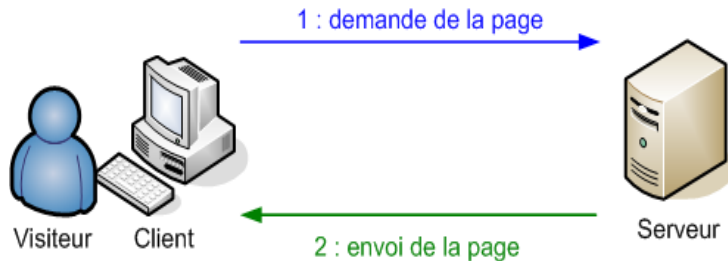 1 : demande de la page
Visiteur
Client
Serveur
2 : envoi de la page